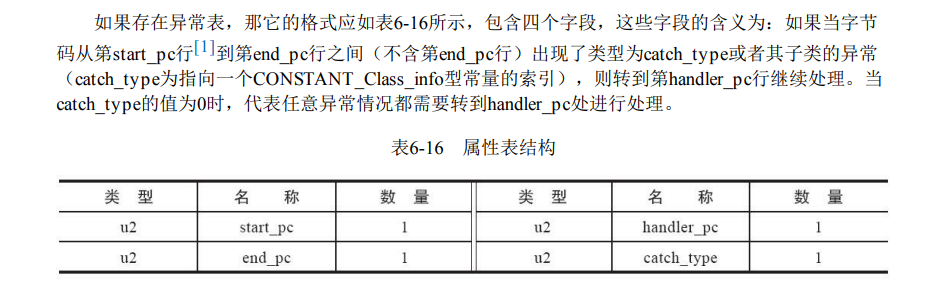 如果存在异常表，那它的格式应如表6-16所示，包含四个字段，这些字段的含义为：如果当字节
码从第start_pc行[1]到第end_pc行之间（不含第end_pc行）出现了类型为catch_type或者其子类的异常
（catch_type为指向一个CONSTANT_Class_info型常量的索引），则转到第handler_pc行继续处理。当
catch_type的值为0时，代表任意异常情况都需要转到handler_pc处进行处理。
表6-16 属性表结构
类 型 名 称 数 量 类 型 名 称 数 量
u2 start_pc 1 u2 handler_pc 1
u2 end_pc 1 u2 catch_type 1